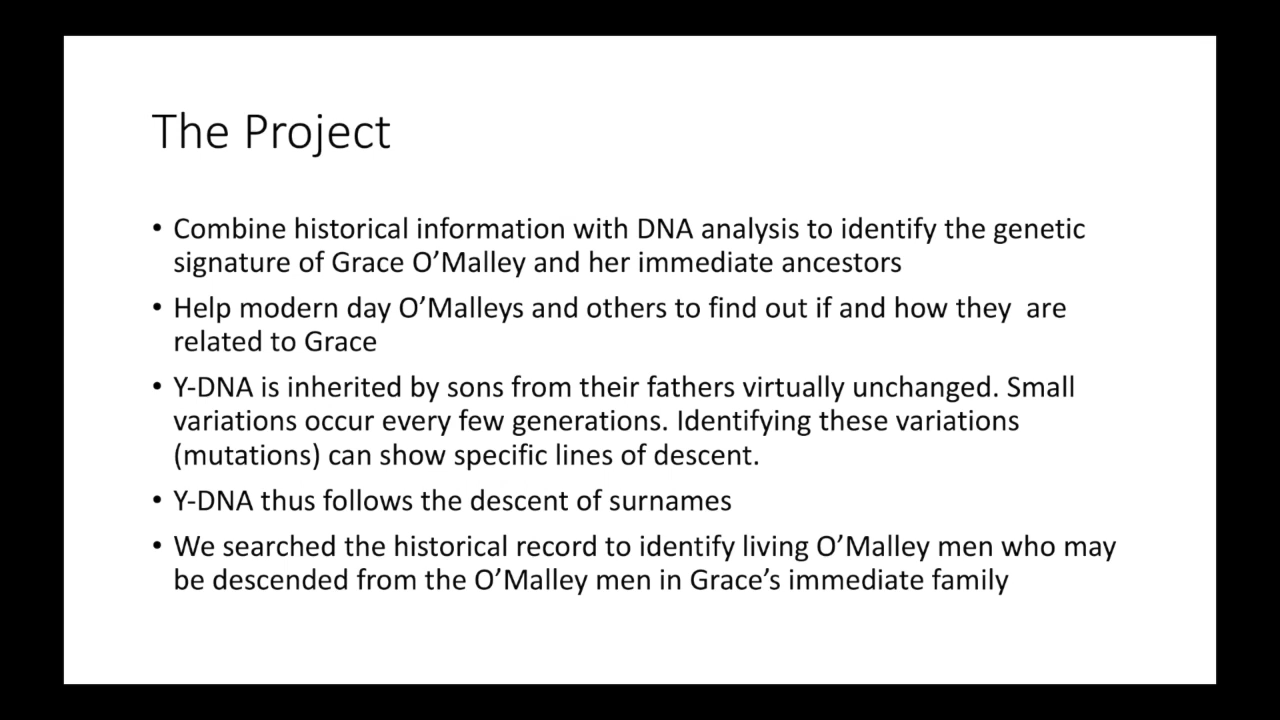 The Project
• Combine historical information with DNA analysis to identify the genetic
signature of Grace O’Malley and her immediate ancestors
• Help modern day O’Malleys and others to find out if and how they  are
related to Grace
• Y-DNA is inherited by sons from their fathers virtually unchanged. Small
variations occur every few generations. Identifying these variations
(mutations) can show specific lines of descent.
• Y-DNA thus follows the descent of surnames
• We searched the historical record to identify living O’Malley men who may
be descended from the O’Malley men in Grace’s immediate family